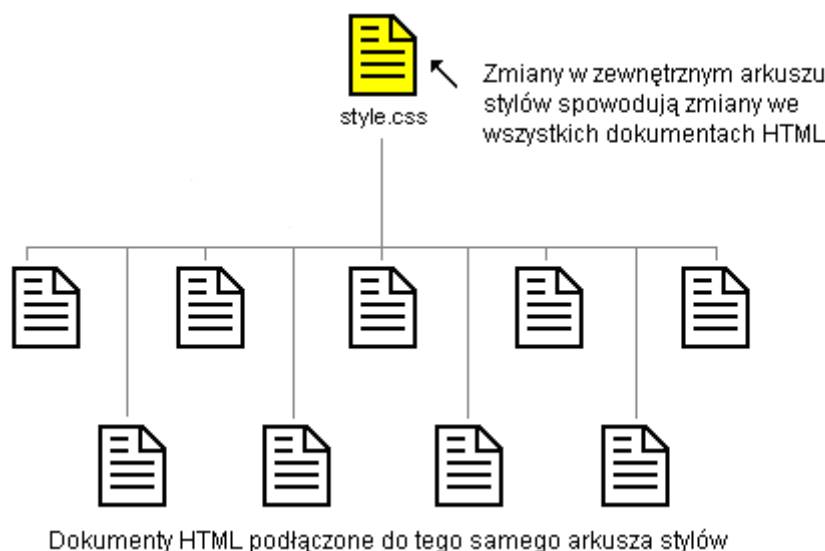 Zmiany w zewnętrznym arkuszu
stylów spowodują zmiany we
wszystkich dokumentach HTML
style.css
Dokumenty HTML podłączone do tego samego arkusza stylów